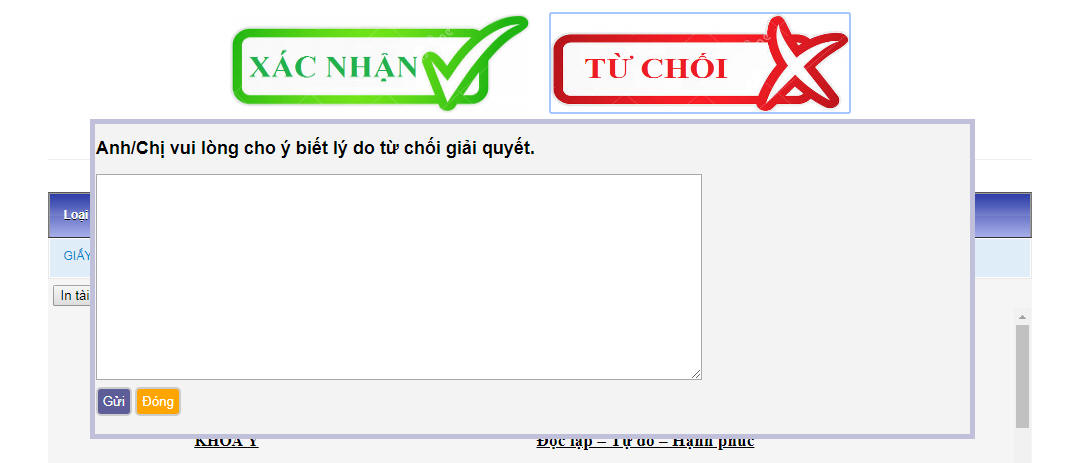 XÁC NHẬN
TỪ CHỐI
Anh/Chị vui lòng cho ý biết lý do từ chối giải quyết.
Loại
GIẤY
In tài
Gửi Đóng
KHOA Y Độc lập – Tự do – Hạnh phúc